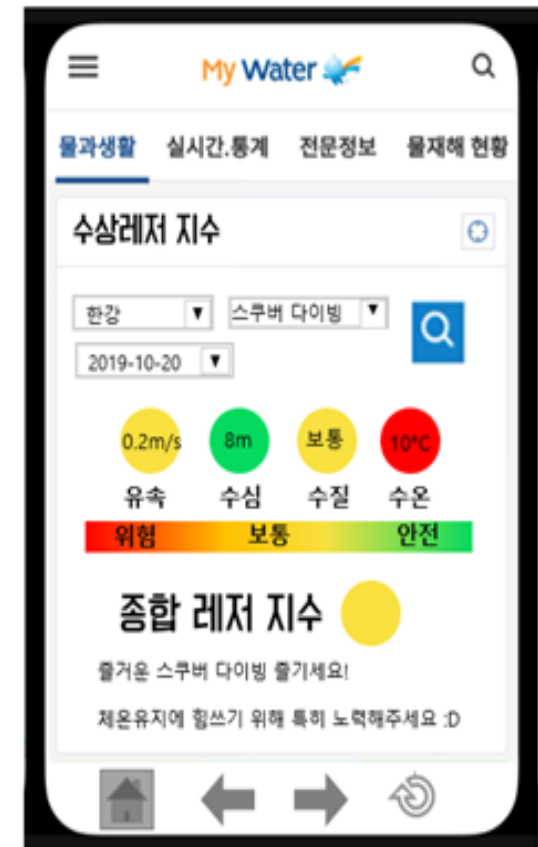 My Water
물과생활 실시간.통계 전문정보 물재해 현황
수상레저 지수
한강 ▼ 스쿠버 다이빙 ▼
2019-10-20 ▼
0.2m/s 8m 보통 10°C
유속 수심 수질 수온
위험 보통 안전
종합 레저 지수
즐거운 스쿠버 다이빙 즐기세요!
체온유지에 힘쓰기 위해 특히 노력해주세요 :D